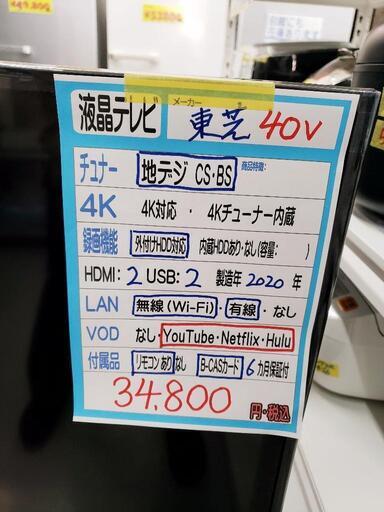 液晶テレビ
メーカー
東芝 40V
チュナー 地デジ CS・BS 商品特徴:
4K 4K対応・4Kチューナー内蔵
録画機能 外付けHDD対応 内蔵HDDあり・なし(容量: )
HDMI: 2 USB: 2 製造年 2020 年
LAN 無線(Wi-Fi)・有線・なし
VOD なし・YouTube・Netflix・Hulu
付属品 リモコンあり なし B-CASカード 6カ月保証付
34,800 円・税込